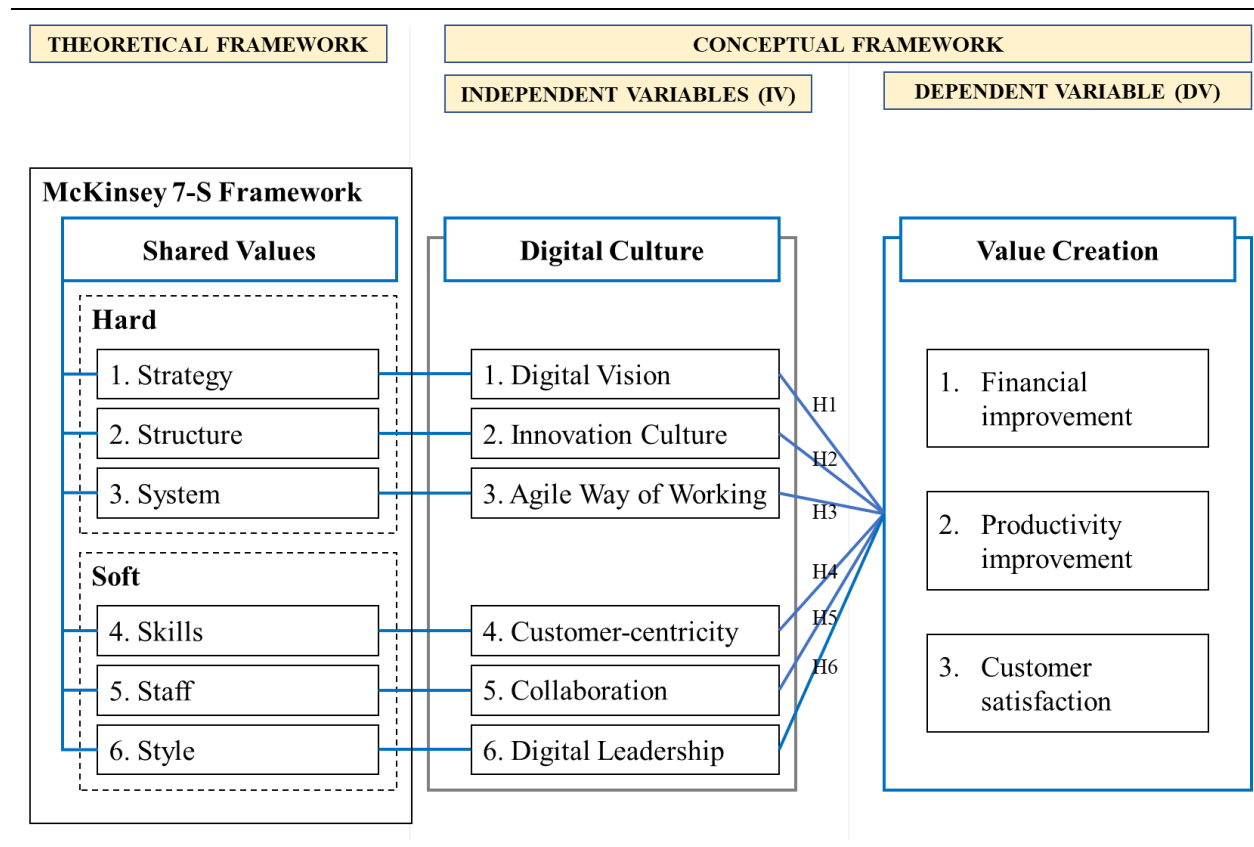 THEORETICAL FRAMEWORK
CONCEPTUAL FRAMEWORK
INDEPENDENT VARIABLES (IV)
DEPENDENT VARIABLE (DV)
McKinsey 7-S Framework
Shared Values
Digital Culture
Value Creation
Hard
1. Strategy
2. Structure
3. System
Soft
4. Skills
5. Staff
6. Style
1. Digital Vision
2. Innovation Culture
3. Agile Way of Working
4. Customer-centricity
5. Collaboration
6. Digital Leadership
H1
H2
H3
H4
H5
H6
1. Financial
improvement
2. Productivity
improvement
3. Customer
satisfaction